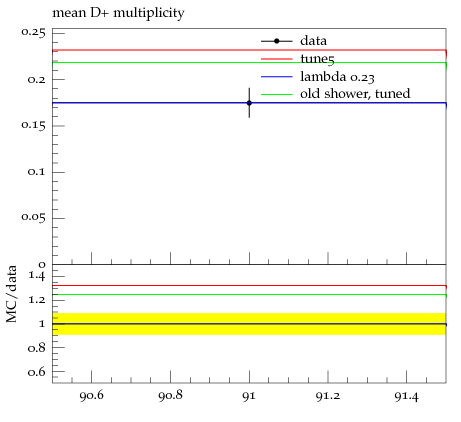 mean D+ multiplicity
0.25
0.2
0.15
0.1
0.05
0
data
tune5
lambda 0.23
old shower, tuned
MC/data
1.4
1.2
1
0.8
0.6
90.6 90.8 91 91.2 91.4